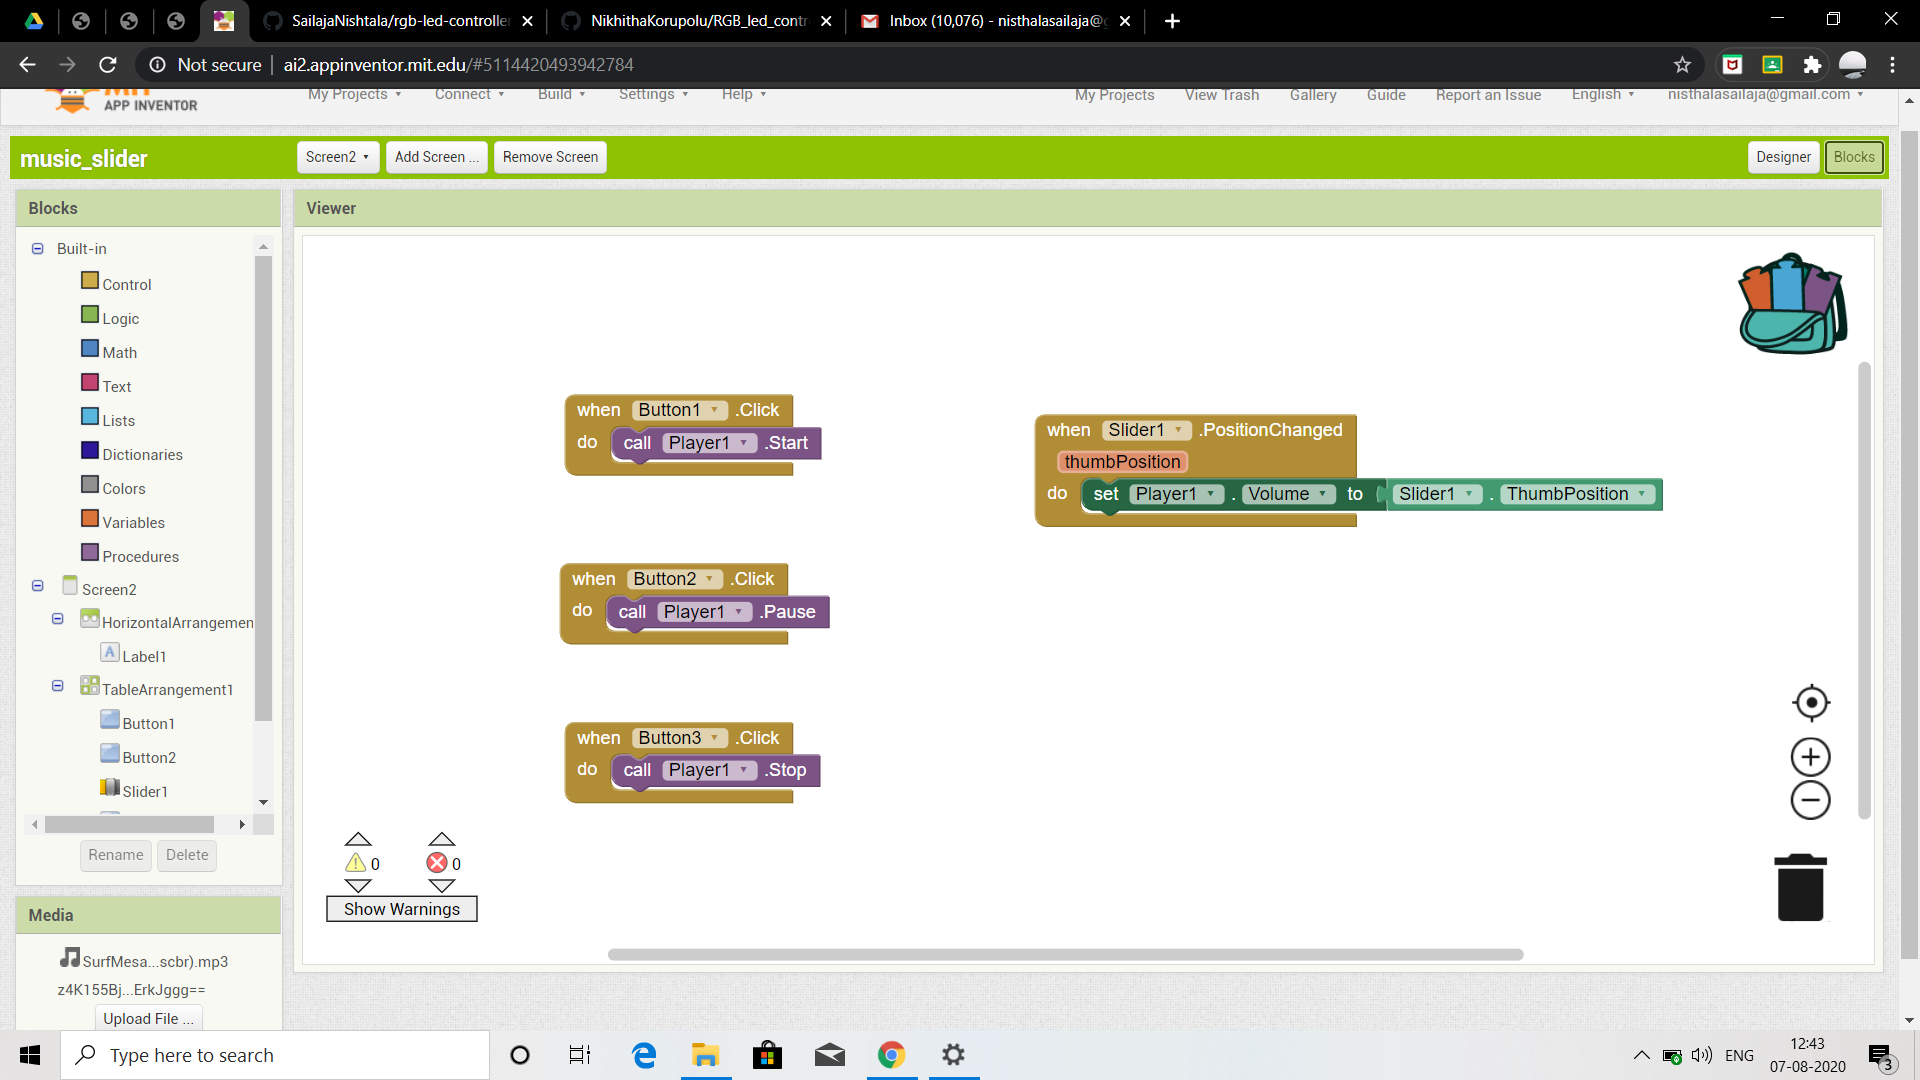 SailajaNishtala/rgb-led-controlle
NikhithaKorupolu/RGB_led_contr
Inbox (10,076) - nisthalasailaja@g
Not secure
ai2.appinventor.mit.edu/#5114420493942784
MIT
APP INVENTOR
My Projects
Connect
Build
Settings
Help
My Projects
View Trash
Gallery
Guide
Report an Issue
English
nisthalasailaja@gmail.com
music_slider
Screen2
Add Screen ...
Remove Screen
Designer
Blocks
Blocks
Viewer
Built-in
Control
Logic
Math
Text
Lists
Dictionaries
Colors
Variables
Procedures
Screen2
HorizontalArrangemen
A Label1
TableArrangement1
Button1
Button2
Slider1
Rename
Delete
Media
SurfMesa...scbr).mp3
z4K155Bj...ErkJggg==
Upload File ...
when Button1 .Click
do call Player1 .Start
when Button2 .Click
do call Player1 .Pause
when Button3 .Click
do call Player1 .Stop
when Slider1 .PositionChanged
thumbPosition
do set Player1 . Volume to Slider1 . ThumbPosition
0
0
Show Warnings
Type here to search
ENG
12:43
07-08-2020
3